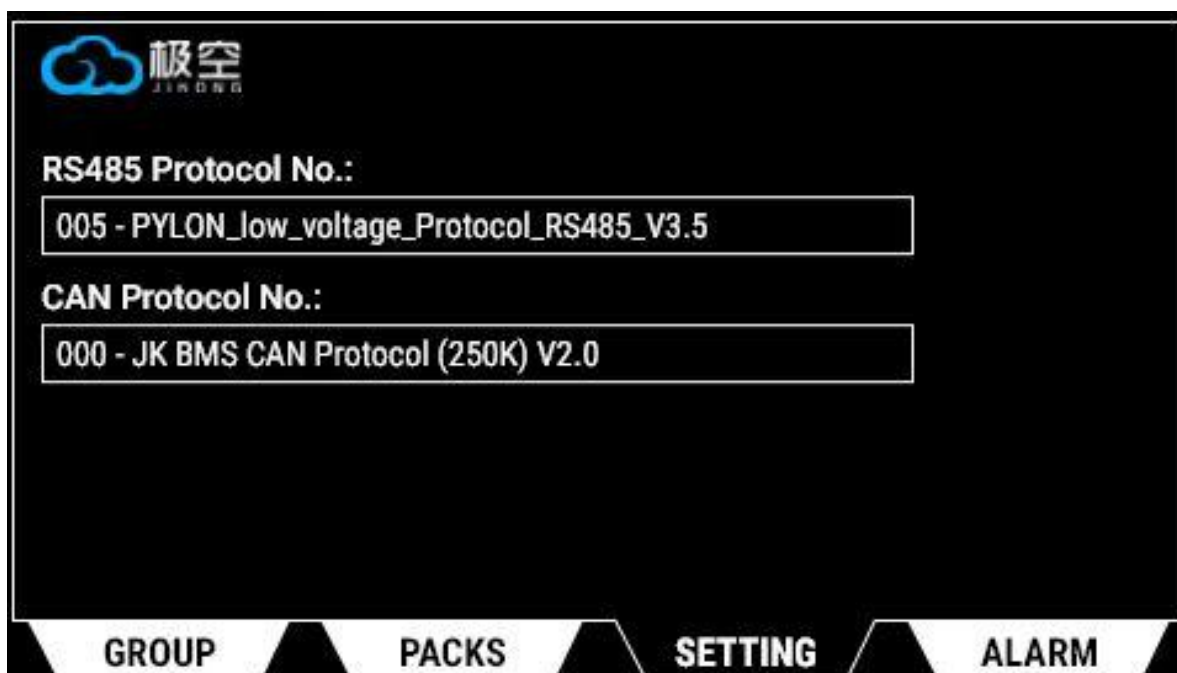 极空
JIKONG
RS485 Protocol No.:
005 - PYLON_low_voltage_Protocol_RS485_V3.5
CAN Protocol No.:
000 - JK BMS CAN Protocol (250K) V2.0
GROUP
PACKS
SETTING
ALARM